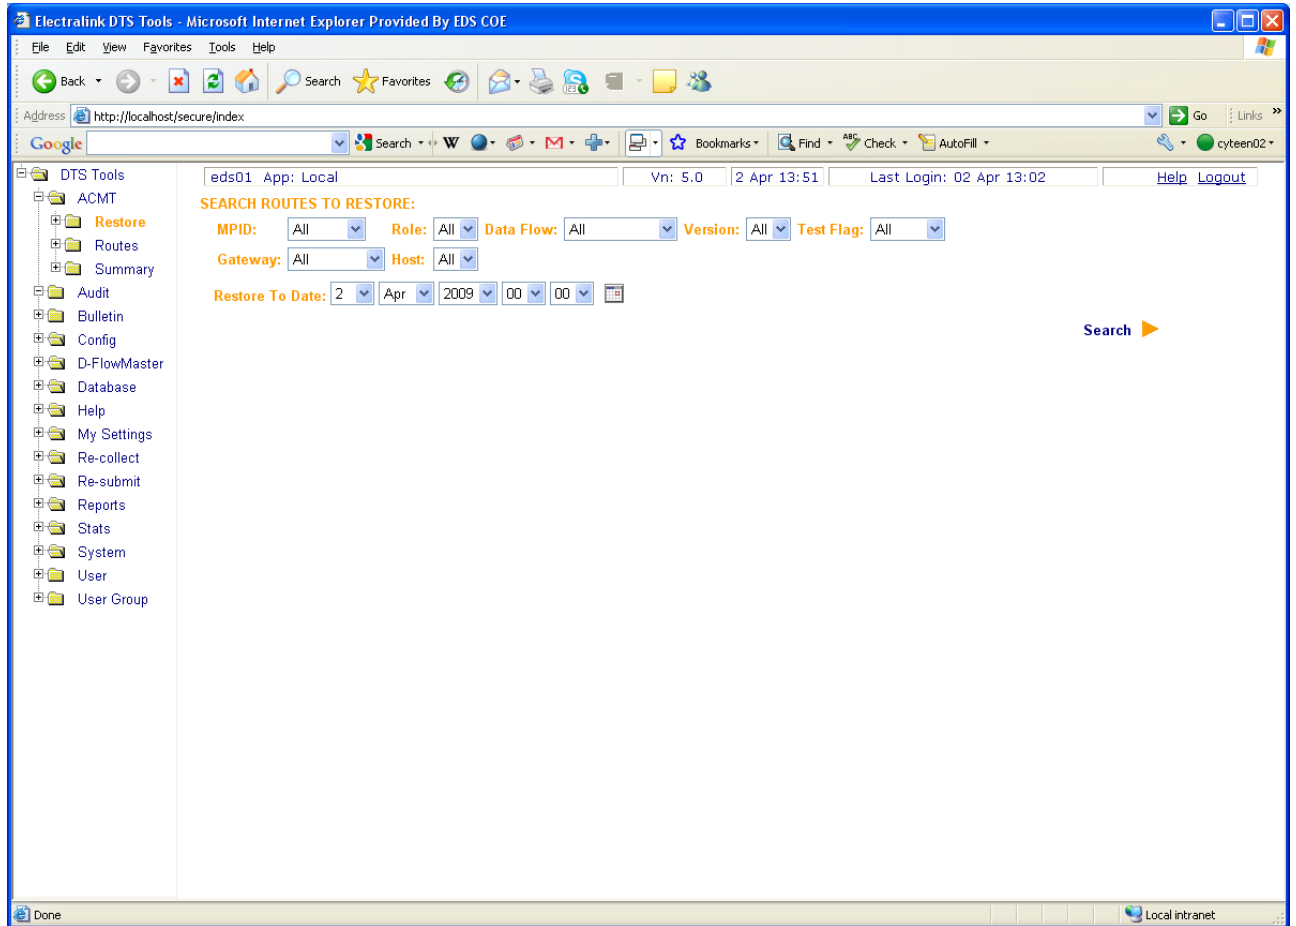 Electralink DTS Tools - Microsoft Internet Explorer Provided By EDS COE
File Edit View Favorites Tools Help
Back Search Favorites
Address http://localhost/secure/index Go Links »
Google Search W Bookmarks Find ABC Check AutoFill cyteen02
eds01 App: Local Vn: 5.0 2 Apr 13:51 Last Login: 02 Apr 13:02 Help Logout
DTS Tools
ACMT
Restore
Routes
Summary
Audit
Bulletin
Config
D-FlowMaster
Database
Help
My Settings
Re-collect
Re-submit
Reports
Stats
System
User
User Group
SEARCH ROUTES TO RESTORE:
MPID: All Role: All Data Flow: All Version: All Test Flag: All
Gateway: All Host: All
Restore To Date: 2 Apr 2009 00 00
Search
Done Local intranet